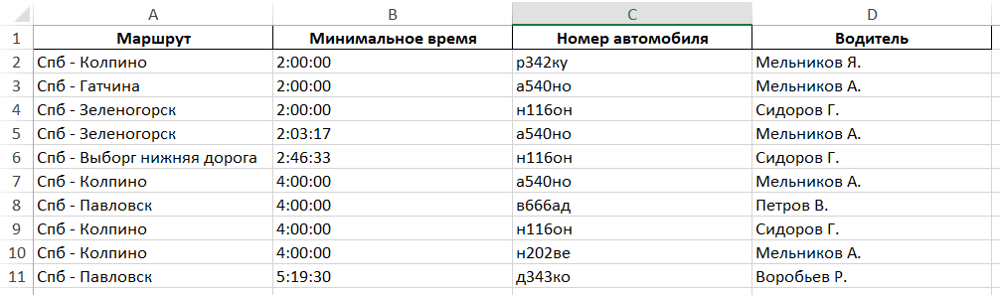 A B C D
1 Маршрут Минимальное время Номер автомобиля Водитель
2 Спб - Колпино 2:00:00 р342ку Мельников Я.
3 Спб - Гатчина 2:00:00 а540но Мельников А.
4 Спб - Зеленогорск 2:00:00 н116он Сидоров Г.
5 Спб - Зеленогорск 2:03:17 а540но Мельников А.
6 Спб - Выборг нижняя дорога 2:46:33 н116он Сидоров Г.
7 Спб - Колпино 4:00:00 а540но Мельников А.
8 Спб - Павловск 4:00:00 в666ад Петров В.
9 Спб - Колпино 4:00:00 н116он Сидоров Г.
10 Спб - Колпино 4:00:00 н202ве Мельников А.
11 Спб - Павловск 5:19:30 д343ко Воробьев Р.